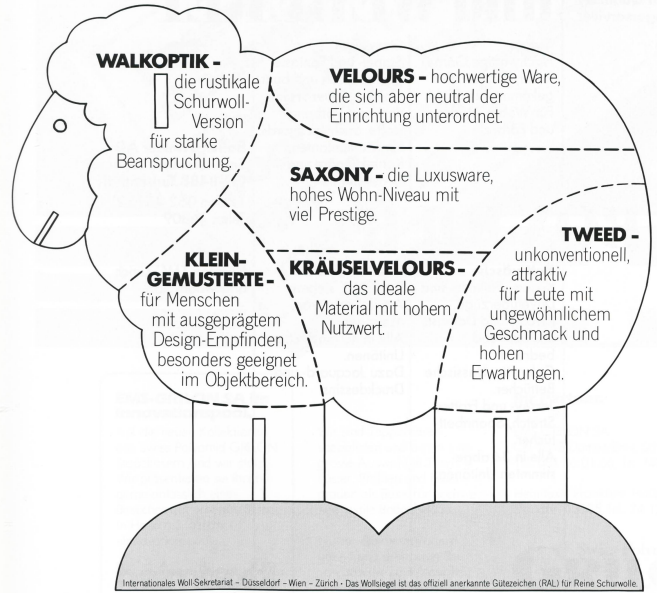 WALKOPTIK -
die rustikale
Schurwoll-
Version
für starke
Beanspruchung.
VELOURS - hochwertige Ware,
die sich aber neutral der
Einrichtung unterordnet.
SAXONY - die Luxusware,
hohes Wohn-Niveau mit
viel Prestige.
KLEIN-
GEMUSTERTE -
für Menschen
mit ausgeprägtem
Design-Empfinden,
besonders geeignet
im Objektbereich.
KRÄUSELVELOURS -
das ideale
Material mit hohem
Nutzwert.
TWEED -
unkonventionell,
attraktiv
für Leute mit
ungewöhnlichem
Geschmack und
hohen
Erwartungen.
Internationales Woll-Sekretariat – Düsseldorf – Wien – Zürich · Das Wollsiegel ist das offiziell anerkannte Gütezeichen (RAL) für Reine Schurwolle.